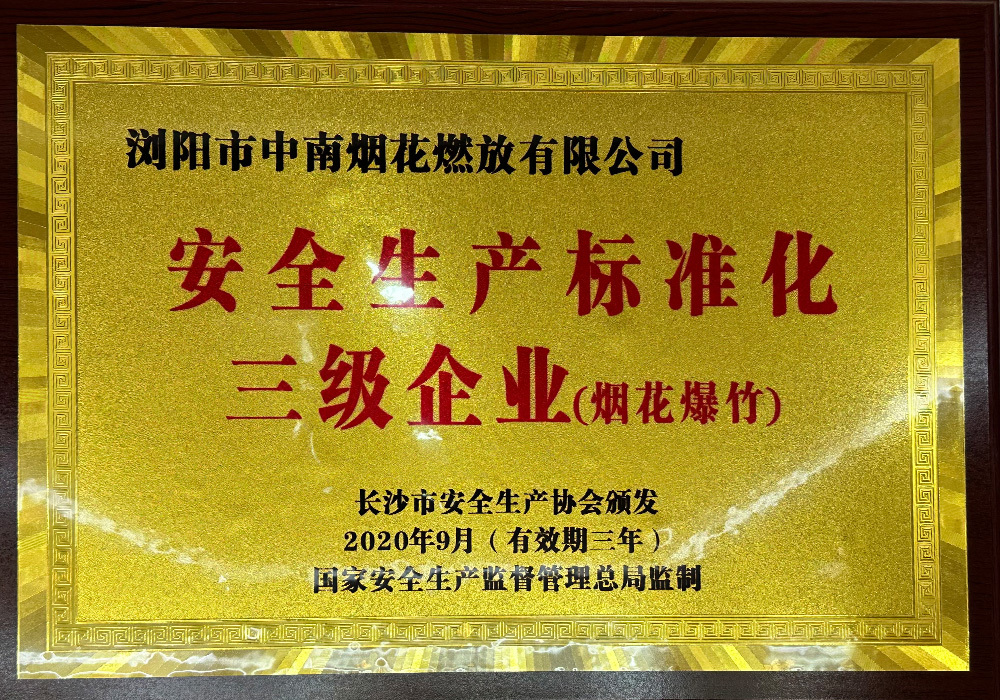 浏阳市中南烟花燃放有限公司
安全生产标准化
三级企业(烟花爆竹)
长沙市安全生产协会颁发
2020年9月（有效期三年）
国家安全生产监督管理总局监制